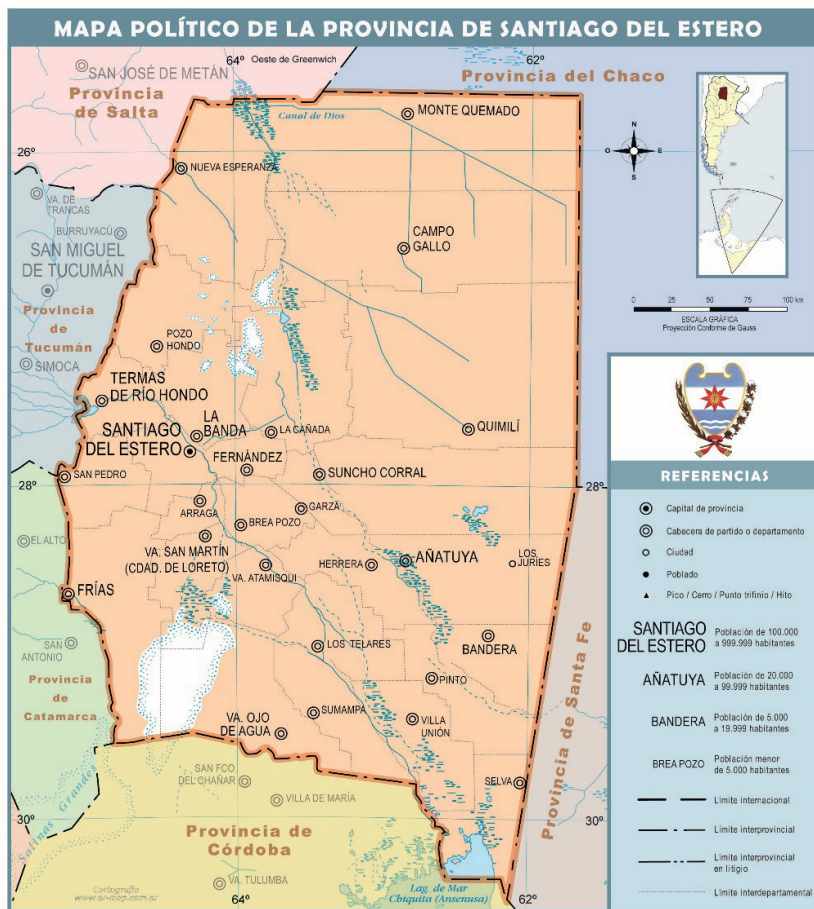 MAPA POLÍTICO DE LA PROVINCIA DE SANTIAGO DEL ESTERO
64º
Oeste de Greenwich
62º
SAN JOSÉ DE METÁN
Provincia
de Salta
Provincia del Chaco
Canal de Dios
MONTE QUEMADO
26º
26º
NUEVA ESPERANZA
N
O
E
S
VA. DE
TRANCAS
BURRUYACÚ
SAN MIGUEL
DE TUCUMÁN
CAMPO
GALLO
Provincia
de
Tucumán
SIMOCA
0
25
50
75
100 km
ESCALA GRÁFICA
Proyección Conforme de Gauss
POZO
HONDO
TERMAS
DE RÍO HONDO
LA
BANDA
LA CAÑADA
QUIMILÍ
SANTIAGO
DEL ESTERO
FERNÁNDEZ
SUNCHO CORRAL
SAN PEDRO
28º
28º
ARRAGA
GARZA
BREA POZO
EL ALTO
VA. SAN MARTÍN
(CDAD. DE LORETO)
VA. ATAMISQUI
HERRERA
AÑATUYA
LOS
JURÍES
FRÍAS
SAN
ANTONIO
LOS TELARES
BANDERA
Provincia
de
Catamarca
PINTO
VA. OJO
DE AGUA
SUMAMPA
VILLA
UNIÓN
SELVA
Provincia de Santa Fe
SAN FCO
DEL CHAÑAR
VILLA DE MARÍA
Salinas Grandes
30º
30º
Provincia de
Córdoba
VA. TULUMBA
Cartografía
www.gi-map.com.ar
64º
Lag. de Mar
Chiquita (Ansenusa)
62º
REFERENCIAS
Capital de provincia
Cabecera de partido o departamento
Ciudad
Poblado
Pico / Cerro / Punto trifinio / Hito
SANTIAGO
DEL ESTERO
Población de 100.000
a 999.999 habitantes
AÑATUYA
Población de 20.000
a 99.999 habitantes
BANDERA
Población de 5.000
a 19.999 habitantes
BREA POZO
Población menor
de 5.000 habitantes
Límite internacional
Límite interprovincial
Límite interprovincial
en litigio
Límite interdepartamental